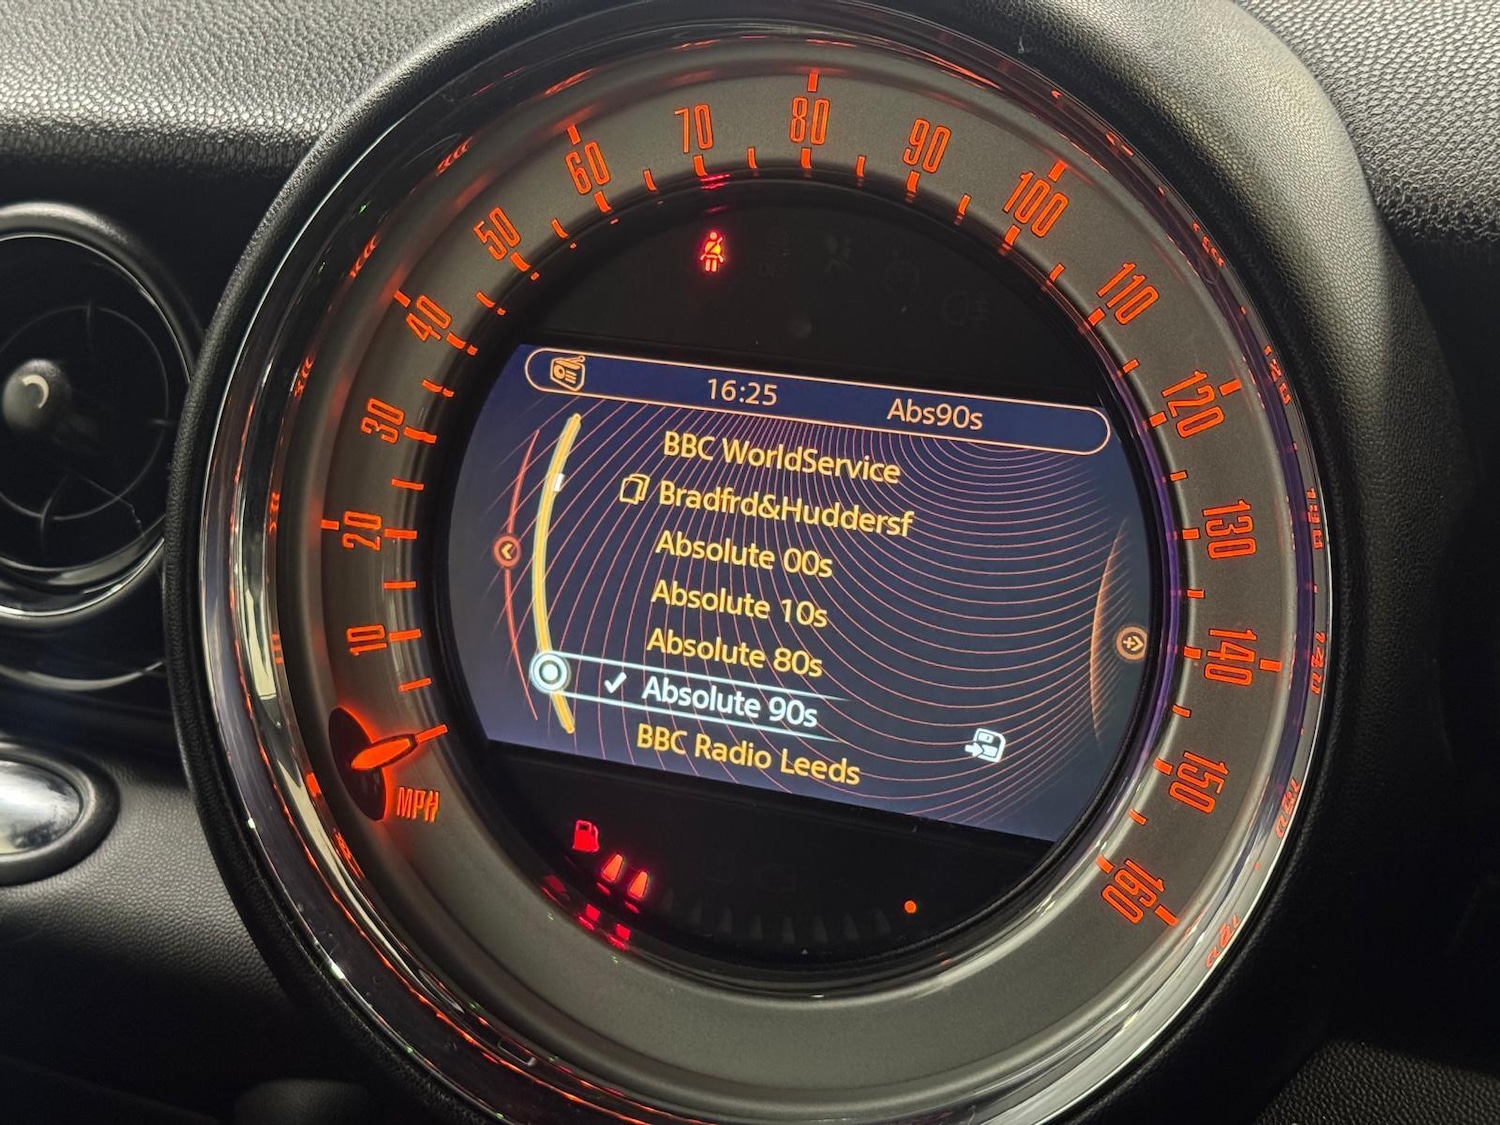 10
20
30
40
50
60
70
80
90
100
110
120
130
140
150
160
MPH
16:25 Abs90s
BBC WorldService
Bradfrd&Huddersf
Absolute 00s
Absolute 10s
Absolute 80s
Absolute 90s
BBC Radio Leeds